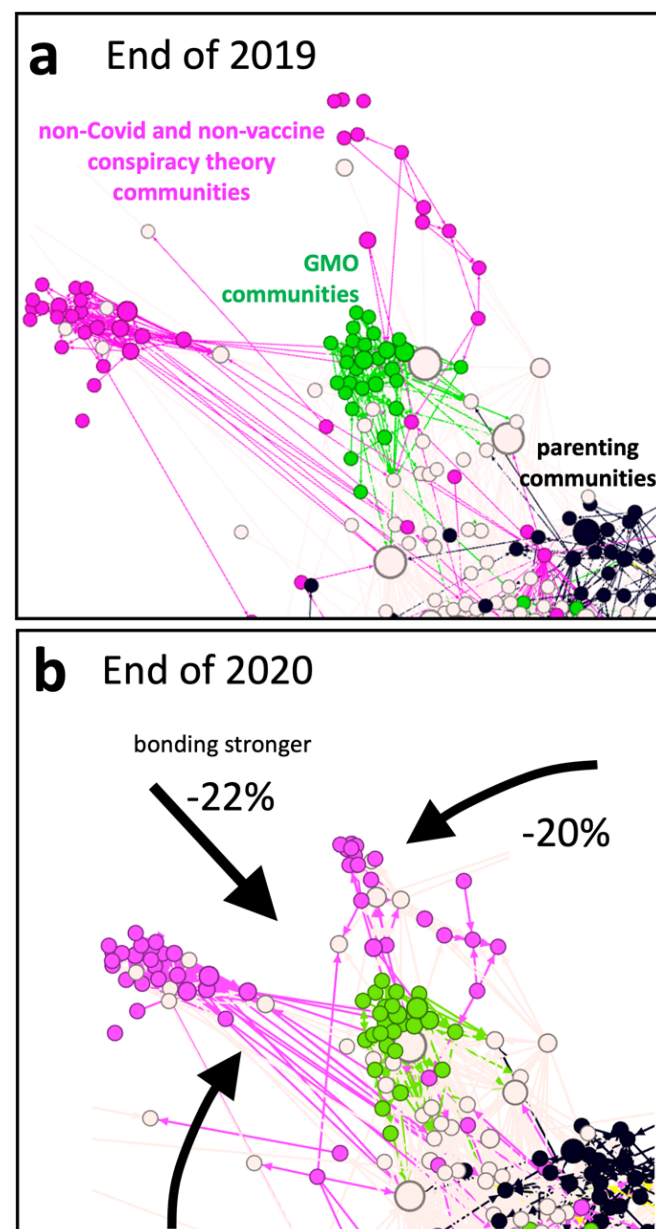 a End of 2019
non-Covid and non-vaccine
conspiracy theory
communities
GMO
communities
parenting
communities
b End of 2020
bonding stronger
-22%
-20%